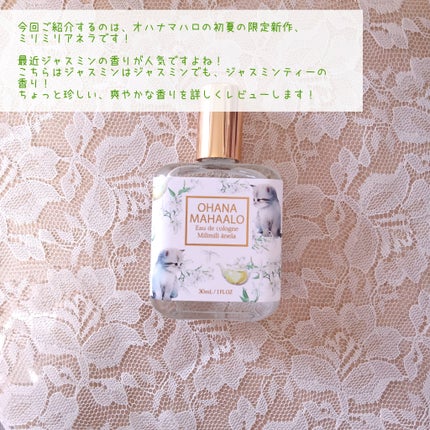 今回ご紹介するのは、オハナマハロの初夏の限定新作、
ミリミリアネラです！
最近ジャスミンの香りが人気ですよね！
こちらはジャスミンはジャスミンでも、ジャスミンティーの
香り！
ちょっと珍しい、爽やかな香りを詳しくレビューします！
OHANA
MAHAALO
Eau de cologne
Milimili ānela
30mL / 1 FL.OZ